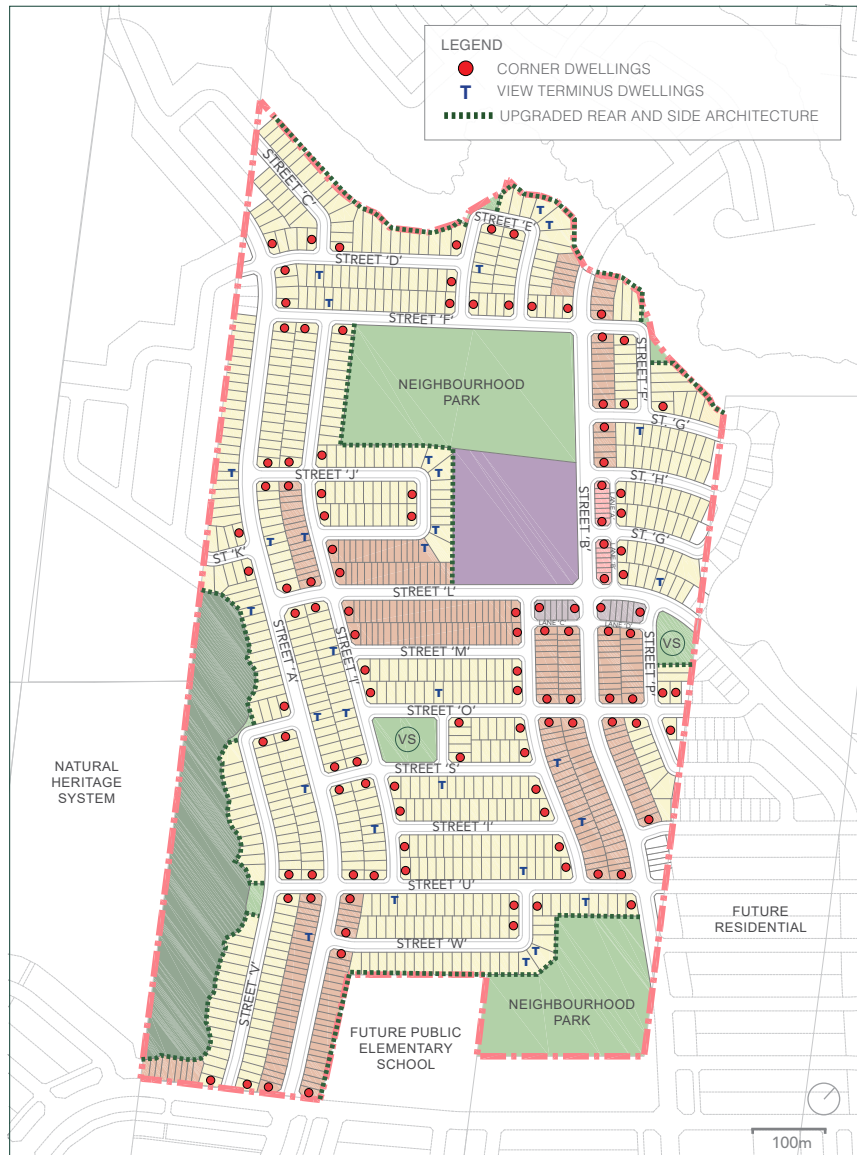 LEGEND
CORNER DWELLINGS
T VIEW TERMINUS DWELLINGS
UPGRADED REAR AND SIDE ARCHITECTURE
STREET 'C'
STREET 'E'
STREET 'D'
STREET 'F'
STREET 'F'
NEIGHBOURHOOD
PARK
ST. 'G'
STREET 'J'
ST. 'H'
STREET 'B'
LANE 'A'
ST. 'G'
ST. 'K'
STREET 'L'
LANE 'C'
STREET 'A'
STREET 'I'
STREET 'M'
STREET 'P'
VS
STREET 'O'
VS
STREET 'S'
NATURAL
HERITAGE
SYSTEM
STREET 'I'
STREET 'U'
FUTURE
RESIDENTIAL
STREET 'W'
STREET 'V'
NEIGHBOURHOOD
PARK
FUTURE PUBLIC
ELEMENTARY
SCHOOL
100m